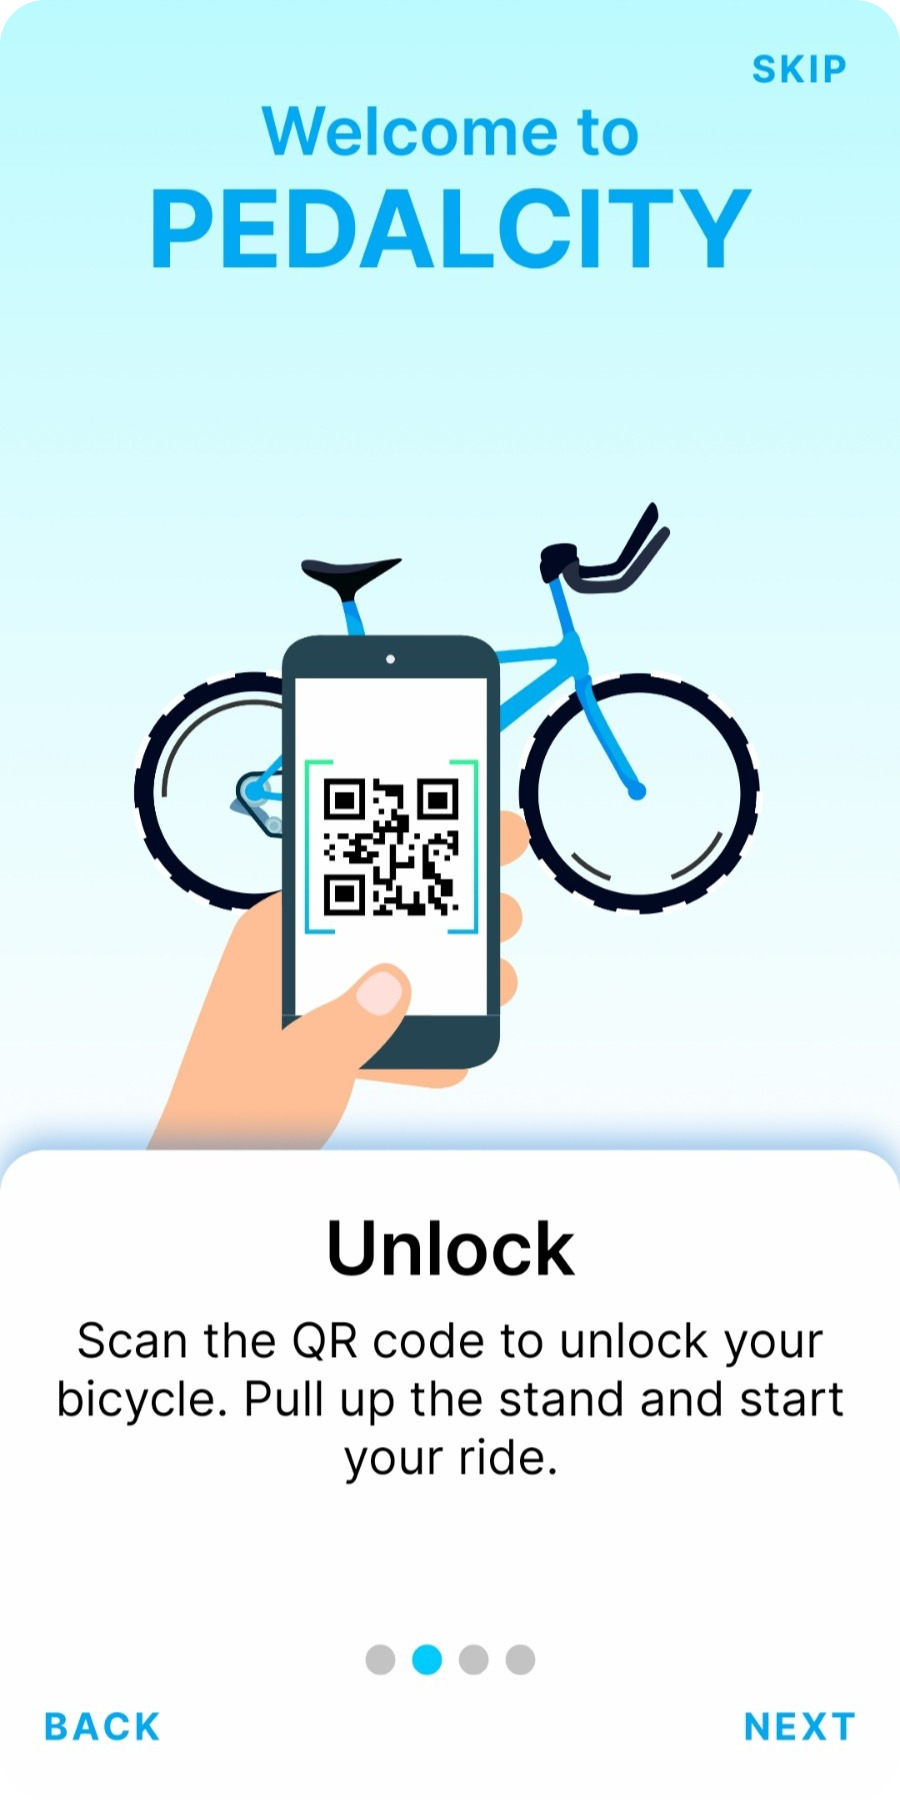 SKIP
Welcome to
PEDALCITY
Unlock
Scan the QR code to unlock your
bicycle. Pull up the stand and start
your ride.
BACK
NEXT